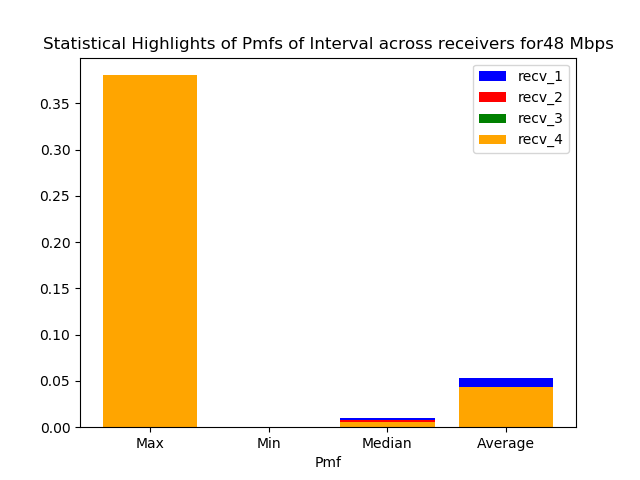 Statistical Highlights of Pmfs of Interval across receivers for48 Mbps
recv_1
recv_2
recv_3
recv_4
0.35
0.30
0.25
0.20
0.15
0.10
0.05
0.00
Max Min Median Average
Pmf